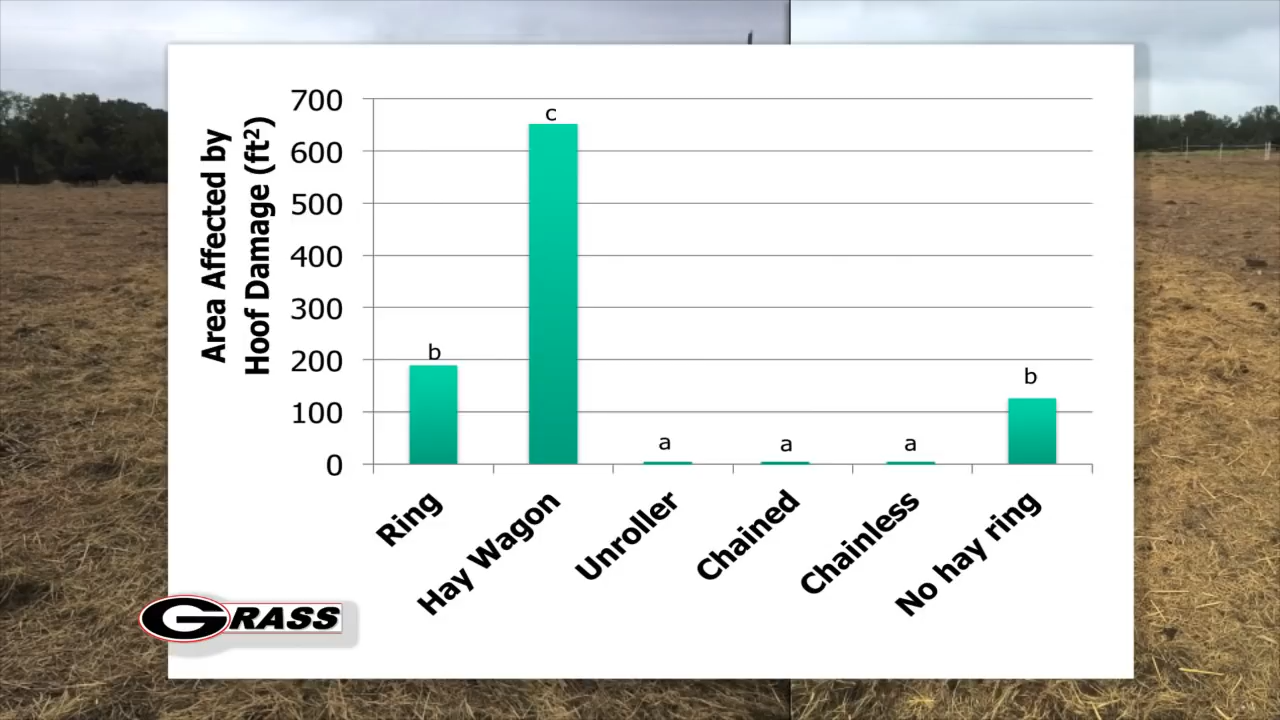 Area Affected by
Hoof Damage (ft²)
700
600
500
400
300
200
100
0
b
c
a
a
a
b
Ring
Hay Wagon
Unroller
Chained
Chainless
No hay ring
GRASS